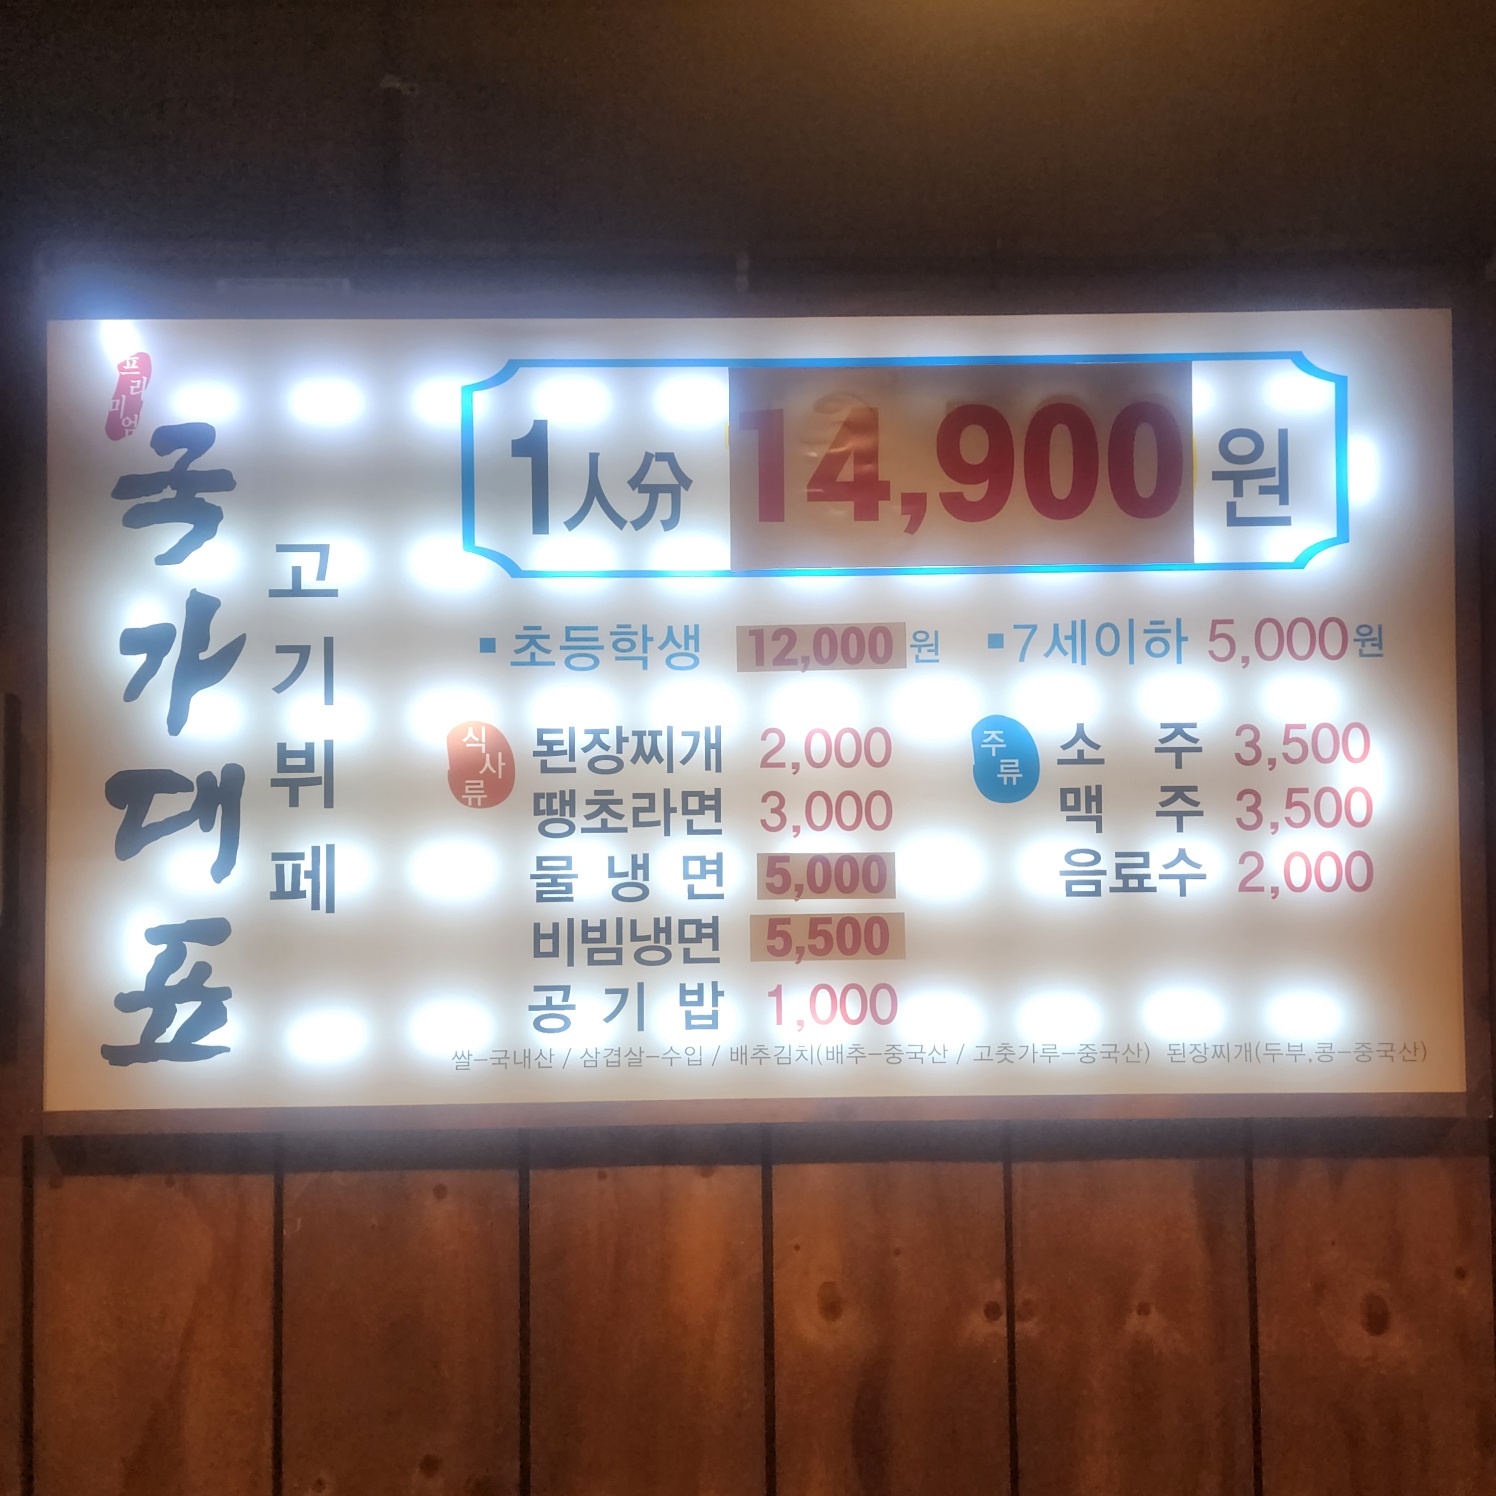 프리미엄
국가대표
고기뷔페
1人分 14,900원
▪초등학생 12,000원 ▪7세이하 5,000원
식사류
된장찌개 2,000
땡초라면 3,000
물냉면 5,000
비빔냉면 5,500
공기밥 1,000
주류
소주 3,500
맥주 3,500
음료수 2,000
쌀-국내산 / 삼겹살-수입 / 배추김치(배추-중국산 / 고춧가루-중국산) 된장찌개(두부,콩-중국산)